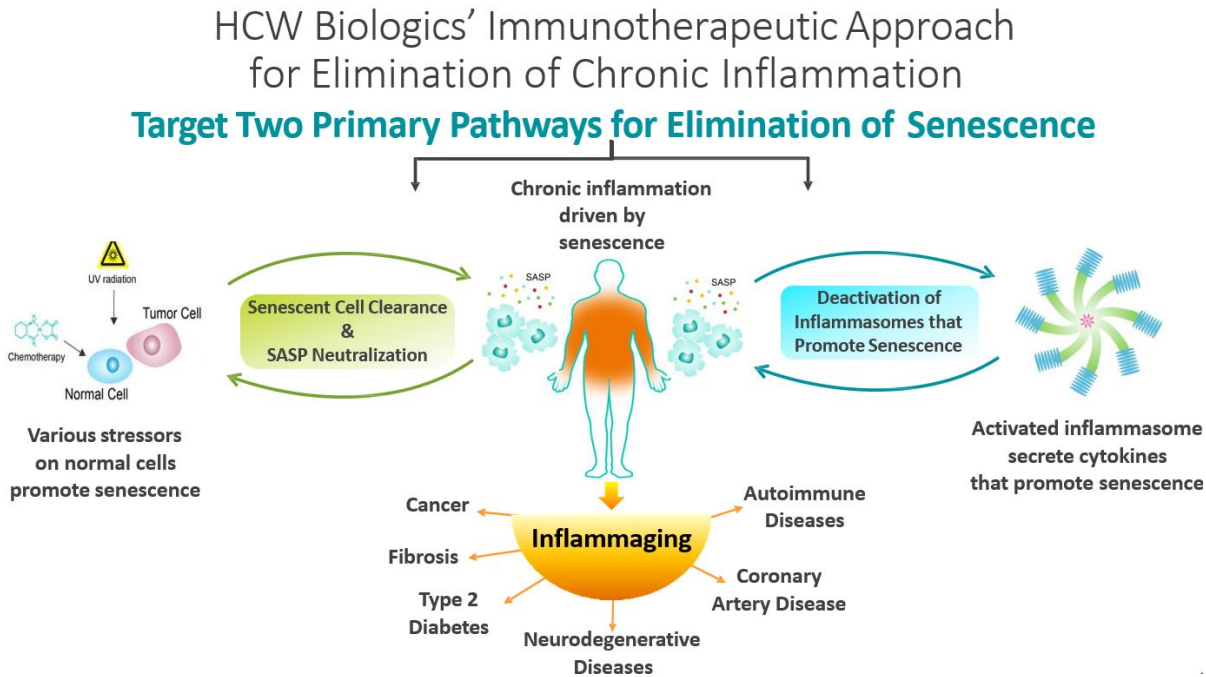 HCW Biologics’ Immunotherapeutic Approach
for Elimination of Chronic Inflammation
Target Two Primary Pathways for Elimination of Senescence
Chronic inflammation
driven by
senescence
UV radiation
Tumor Cell
Chemotherapy
Normal Cell
Various stressors
on normal cells
promote senescence
Senescent Cell Clearance
&
SASP Neutralization
SASP
SASP
Deactivation of
Inflammasomes that
Promote Senescence
Activated inflammasome
secrete cytokines
that promote senescence
Inflammaging
Cancer
Fibrosis
Type 2
Diabetes
Neurodegenerative
Diseases
Coronary
Artery Disease
Autoimmune
Diseases